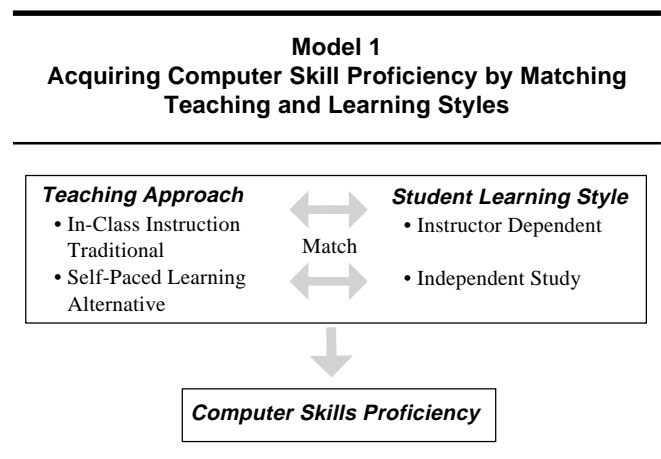 Model 1
Acquiring Computer Skill Proficiency by Matching
Teaching and Learning Styles
Teaching Approach
• In-Class Instruction
Traditional
• Self-Paced Learning
Alternative
Match
Student Learning Style
• Instructor Dependent
• Independent Study
Computer Skills Proficiency